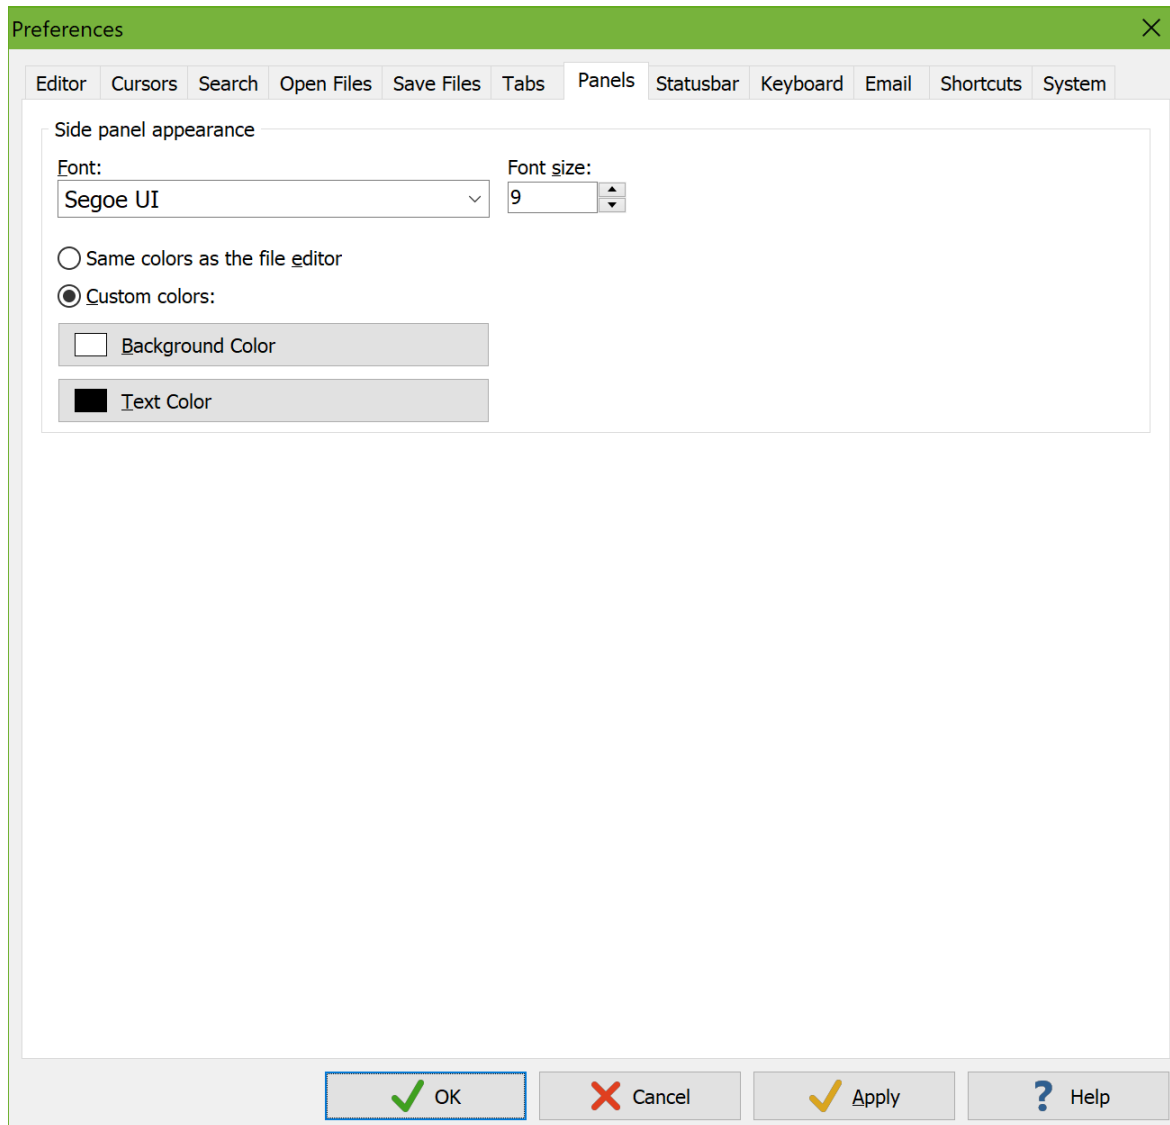 Preferences
Editor Cursors Search Open Files Save Files Tabs Panels Statusbar Keyboard Email Shortcuts System
Side panel appearance
Font: Font size:
Segoe UI 9
Same colors as the file editor
Custom colors:
Background Color
Text Color
OK Cancel Apply ? Help